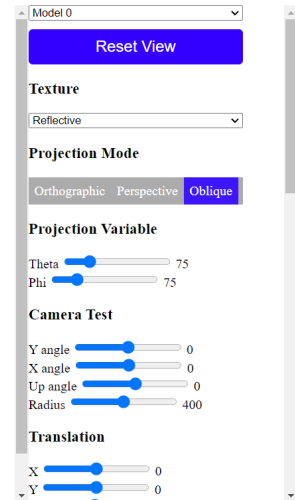 Model 0
Reset View
Texture
Reflective
Projection Mode
Orthographic Perspective Oblique
Projection Variable
Theta 75
Phi 75
Camera Test
Y angle 0
X angle 0
Up angle 0
Radius 400
Translation
X 0
Y 0